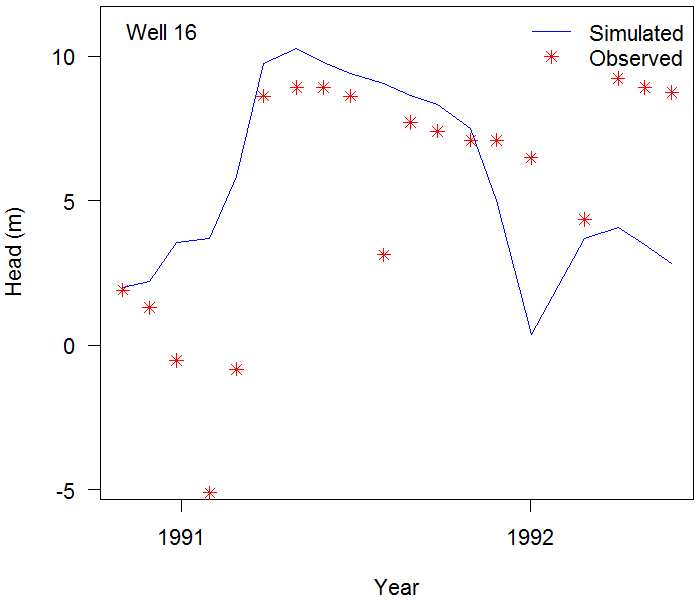 Well 16
Simulated
Observed
10
5
0
-5
Head (m)
1991 1992
Year